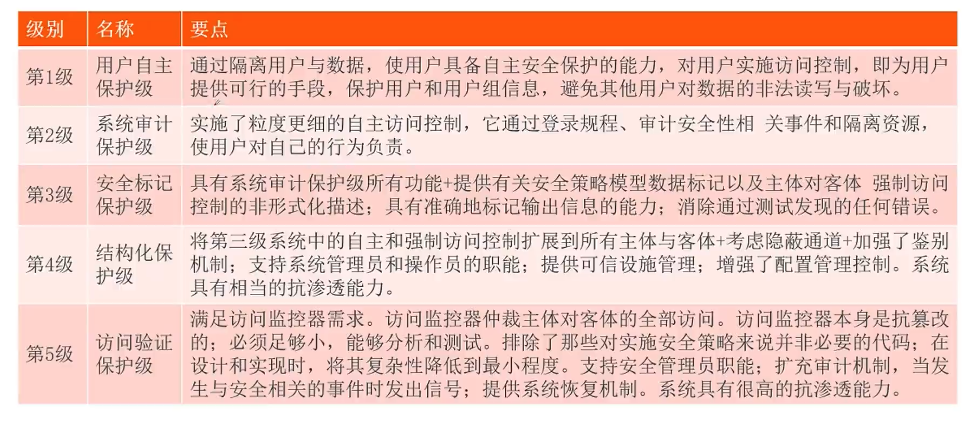 级别 名称 要点
第1级 用户自主保护级 通过隔离用户与数据，使用户具备自主安全保护的能力，对用户实施访问控制，即为用户
提供可行的手段，保护用户和用户组信息，避免其他用户对数据的非法读写与破坏。
第2级 系统审计保护级 实施了粒度更细的自主访问控制，它通过登录规程、审计安全性相 关事件和隔离资源，
使用户对自己的行为负责。
第3级 安全标记保护级 具有系统审计保护级所有功能+提供有关安全策略模型数据标记以及主体对客体 强制访问
控制的非形式化描述；具有准确地标记输出信息的能力；消除通过测试发现的任何错误。
第4级 结构化保护级 将第三级系统中的自主和强制访问控制扩展到所有主体与客体+考虑隐蔽通道+加强了鉴别
机制；支持系统管理员和操作员的职能；提供可信设施管理；增强了配置管理控制。系统
具有相当的抗渗透能力。
第5级 访问验证保护级 满足访问监控器需求。访问监控器仲裁主体对客体的全部访问。访问监控器本身是抗篡改
的；必须足够小，能够分析和测试。排除了那些对实施安全策略来说并非必要的代码；在
设计和实现时，将其复杂性降低到最小程度。支持安全管理员职能；扩充审计机制，当发
生与安全相关的事件时发出信号；提供系统恢复机制。系统具有很高的抗渗透能力。